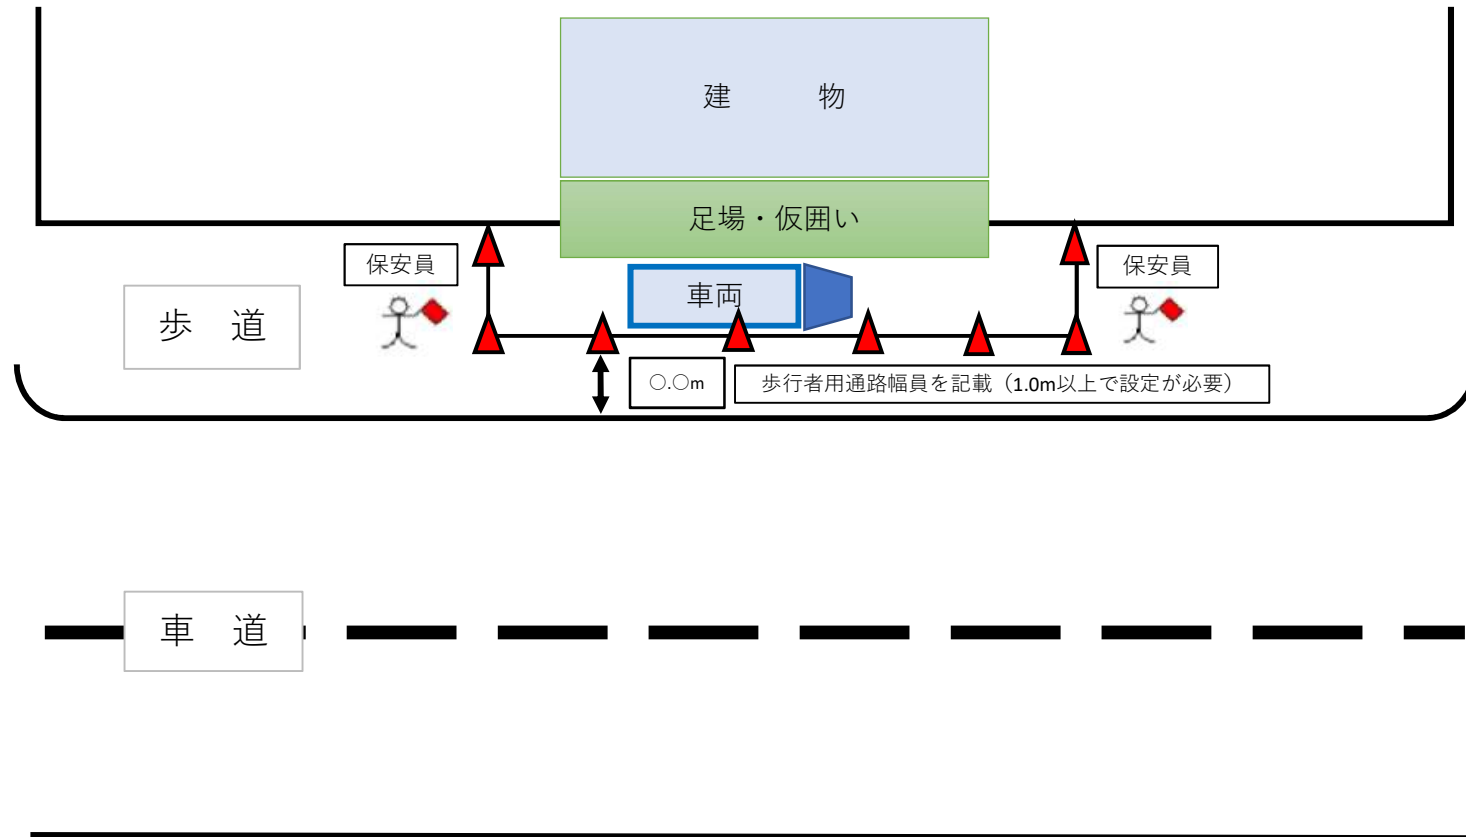 建　物
足場・仮囲い
保安員
保安員
車両
歩　道
○.○m
歩行者用通路幅員を記載（1.0m以上で設定が必要）
車　道